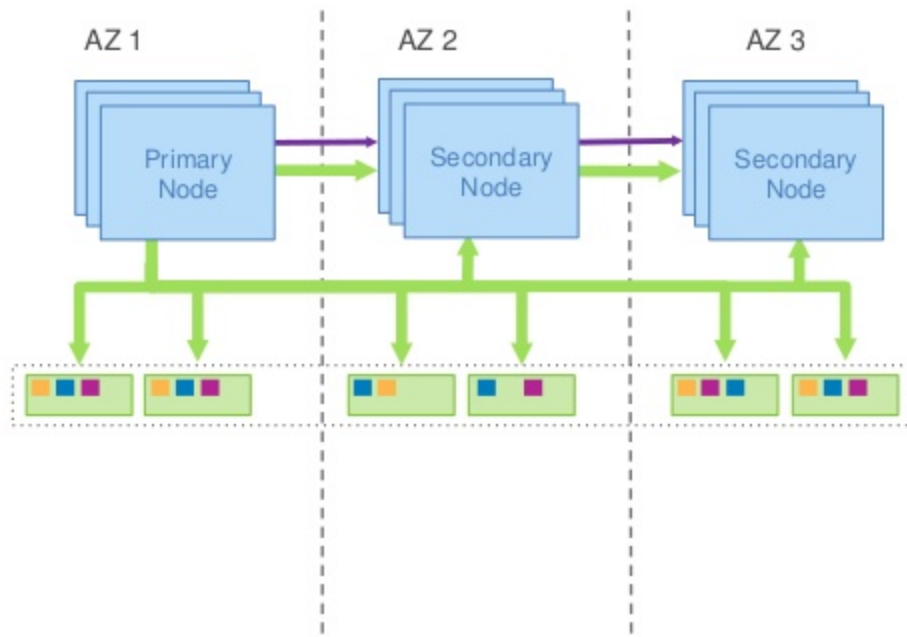 AZ 1
AZ 2
AZ 3
Primary
Node
Secondary
Node
Secondary
Node